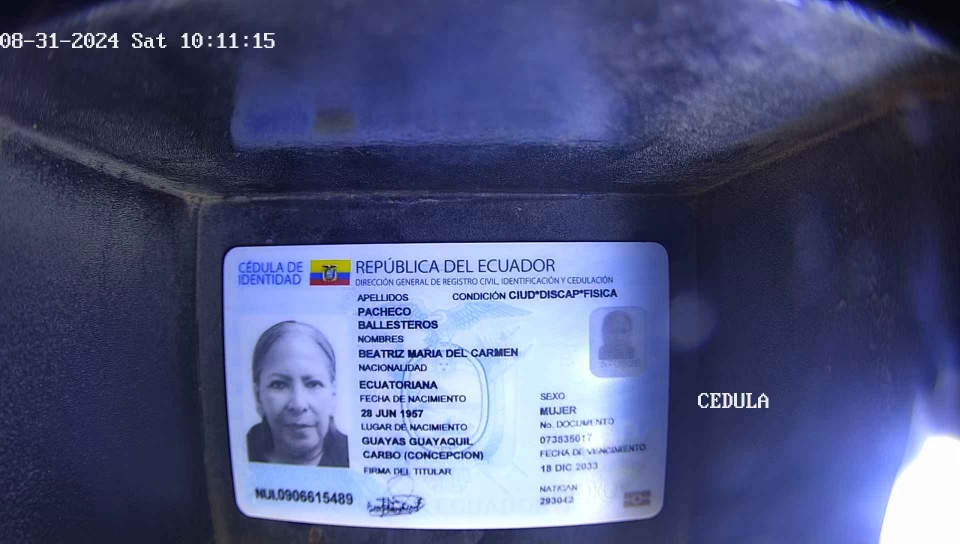 08-31-2024 Sat 10:11:15
CÉDULA DE
IDENTIDAD
REPÚBLICA DEL ECUADOR
DIRECCIÓN GENERAL DE REGISTRO CIVIL, IDENTIFICACIÓN Y CEDULACIÓN
APELLIDOS
CONDICIÓN CIUD*DISCAP*FISICA
PACHECO
BALLESTEROS
NOMBRES
BEATRIZ MARIA DEL CARMEN
NACIONALIDAD
ECUATORIANA
FECHA DE NACIMIENTO
28 JUN 1957
LUGAR DE NACIMIENTO
GUAYAS GUAYAQUIL
CARBO (CONCEPCION)
FIRMA DEL TITULAR
SEXO
MUJER
No. DOCUMENTO
073835017
FECHA DE VENCIMIENTO
18 DIC 2033
NAT/CAN
293042
NUI.0906615489
CEDULA